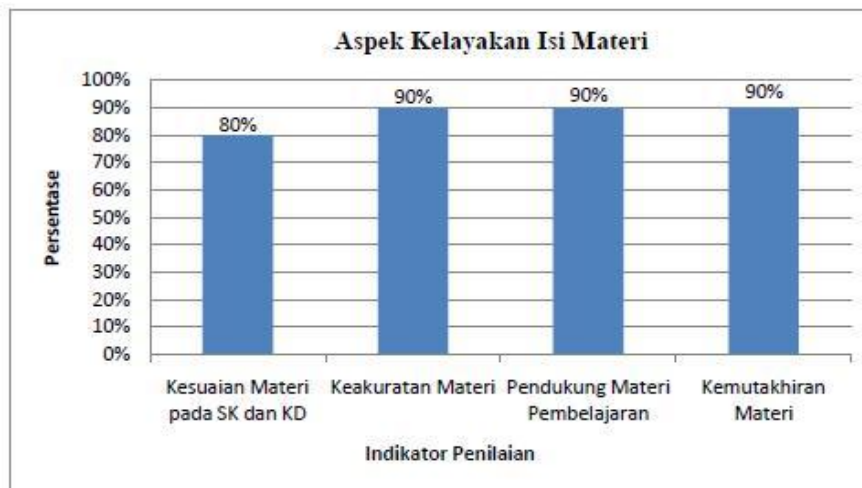 Aspek Kelayakan Isi Materi
100%
90%
80%
70%
60%
50%
40%
30%
20%
10%
0%
80%
90%
90%
90%
Persentase
Kesuaian Materi
pada SK dan KD
Keakuratan Materi
Pendukung Materi
Pembelajaran
Kemutakhiran
Materi
Indikator Penilaian